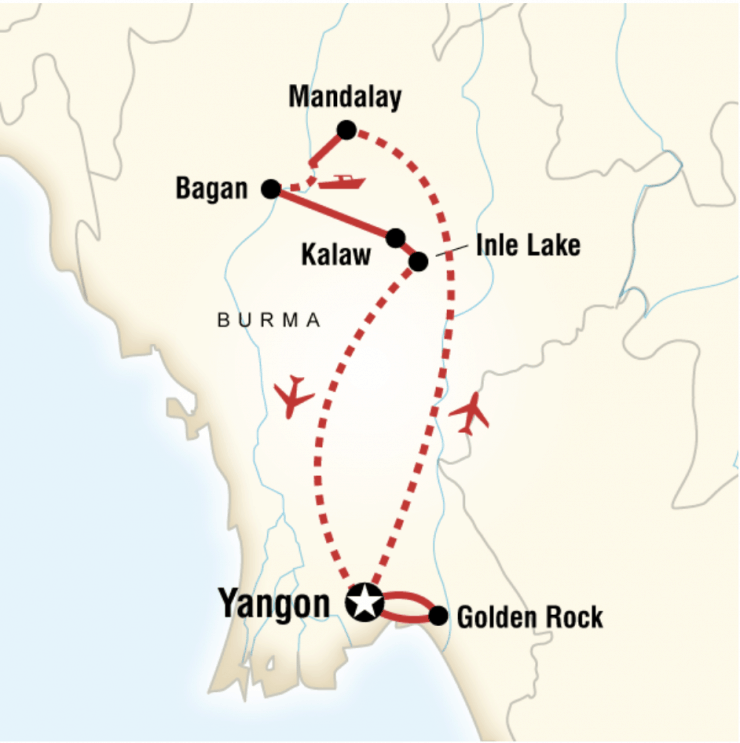 Mandalay
Bagan
Kalaw
Inle Lake
BURMA
Yangon
Golden Rock